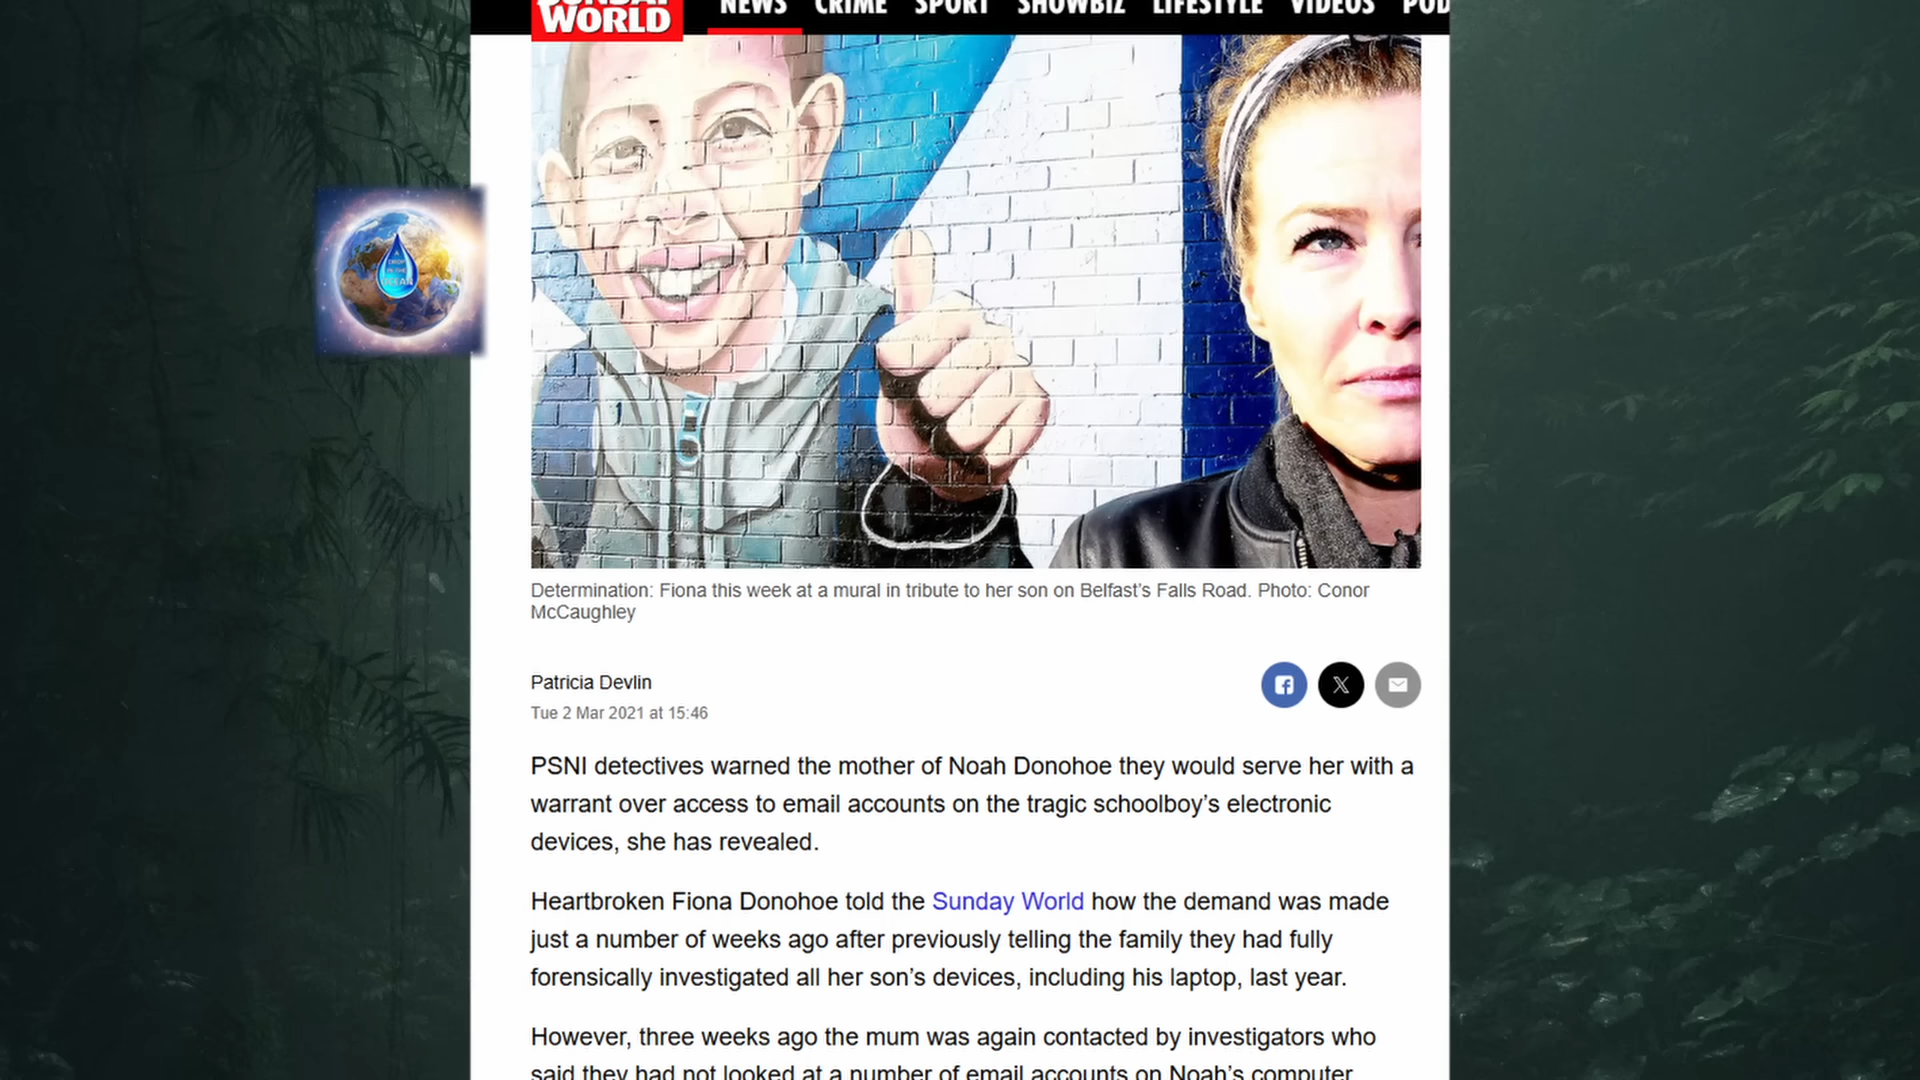 SUNDAY
WORLD
NEWS CRIME SPORT SHOWBIZ LIFESTYLE VIDEOS POD
A
DROP
IN THE
OCEAN
Determination: Fiona this week at a mural in tribute to her son on Belfast's Falls Road. Photo: Conor
McCaughley
Patricia Devlin
Tue 2 Mar 2021 at 15:46
PSNI detectives warned the mother of Noah Donohoe they would serve her with a
warrant over access to email accounts on the tragic schoolboy’s electronic
devices, she has revealed.
Heartbroken Fiona Donohoe told the Sunday World how the demand was made
just a number of weeks ago after previously telling the family they had fully
forensically investigated all her son’s devices, including his laptop, last year.
However, three weeks ago the mum was again contacted by investigators who
said they had not looked at a number of email accounts on Noah’s computer